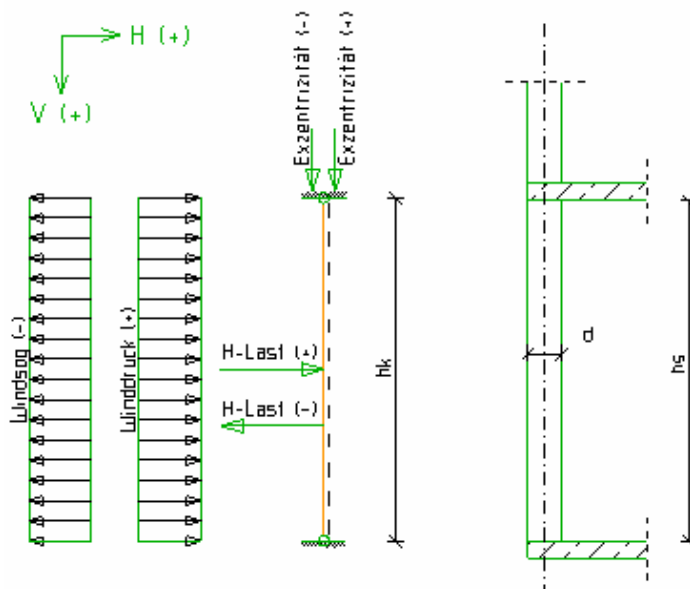 H (+)
V (+)
Exzentrizität (-)
Exzentrizität (+)
Windsog (-)
Winddruck (+)
H-Last (+)
H-Last (-)
hk
d
hs